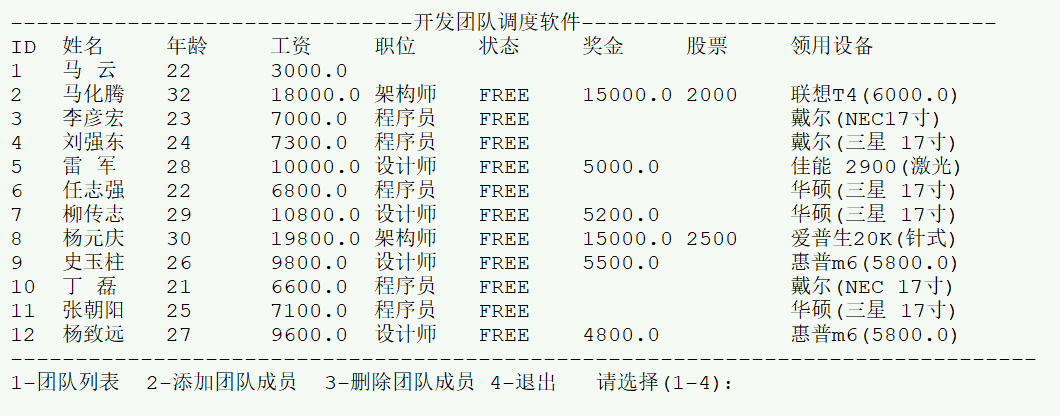 -------------------------------开发团队调度软件--------------------------------
ID 姓名 年龄 工资 职位 状态 奖金 股票 领用设备
1 马 云 22 3000.0
2 马化腾 32 18000.0 架构师 FREE 15000.0 2000 联想T4(6000.0)
3 李彦宏 23 7000.0 程序员 FREE 戴尔(NEC17寸)
4 刘强东 24 7300.0 程序员 FREE 戴尔(三星 17寸)
5 雷 军 28 10000.0 设计师 FREE 5000.0 佳能 2900(激光)
6 任志强 22 6800.0 程序员 FREE 华硕(三星 17寸)
7 柳传志 29 10800.0 设计师 FREE 5200.0 华硕(三星 17寸)
8 杨元庆 30 19800.0 架构师 FREE 15000.0 2500 爱普生20K(针式)
9 史玉柱 26 9800.0 设计师 FREE 5500.0 惠普m6(5800.0)
10 丁 磊 21 6600.0 程序员 FREE 戴尔(NEC 17寸)
11 张朝阳 25 7100.0 程序员 FREE 华硕(三星 17寸)
12 杨致远 27 9600.0 设计师 FREE 4800.0 惠普m6(5800.0)
-------------------------------------------------------------------------------
1-团队列表 2-添加团队成员 3-删除团队成员 4-退出 请选择(1-4)：